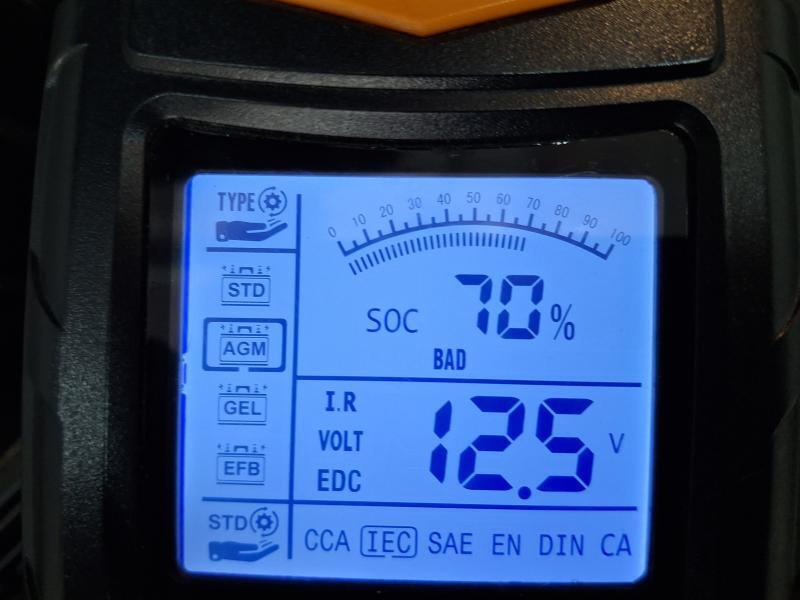 TYPE
0 10 20 30 40 50 60 70 80 90 100
STD
SOC 70%
AGM
BAD
GEL
I.R
VOLT 12.5 V
EFB
EDC
STD
CCA IEC SAE EN DIN CA